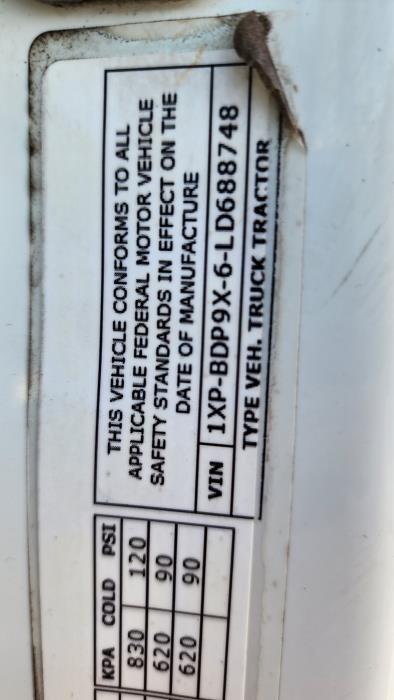 KPA COLD PSI
830 120
620 90
620 90
THIS VEHICLE CONFORMS TO ALL
APPLICABLE FEDERAL MOTOR VEHICLE
SAFETY STANDARDS IN EFFECT ON THE
DATE OF MANUFACTURE
VIN 1XP-BDP9X-6-LD688748
TYPE VEH. TRUCK TRACTOR